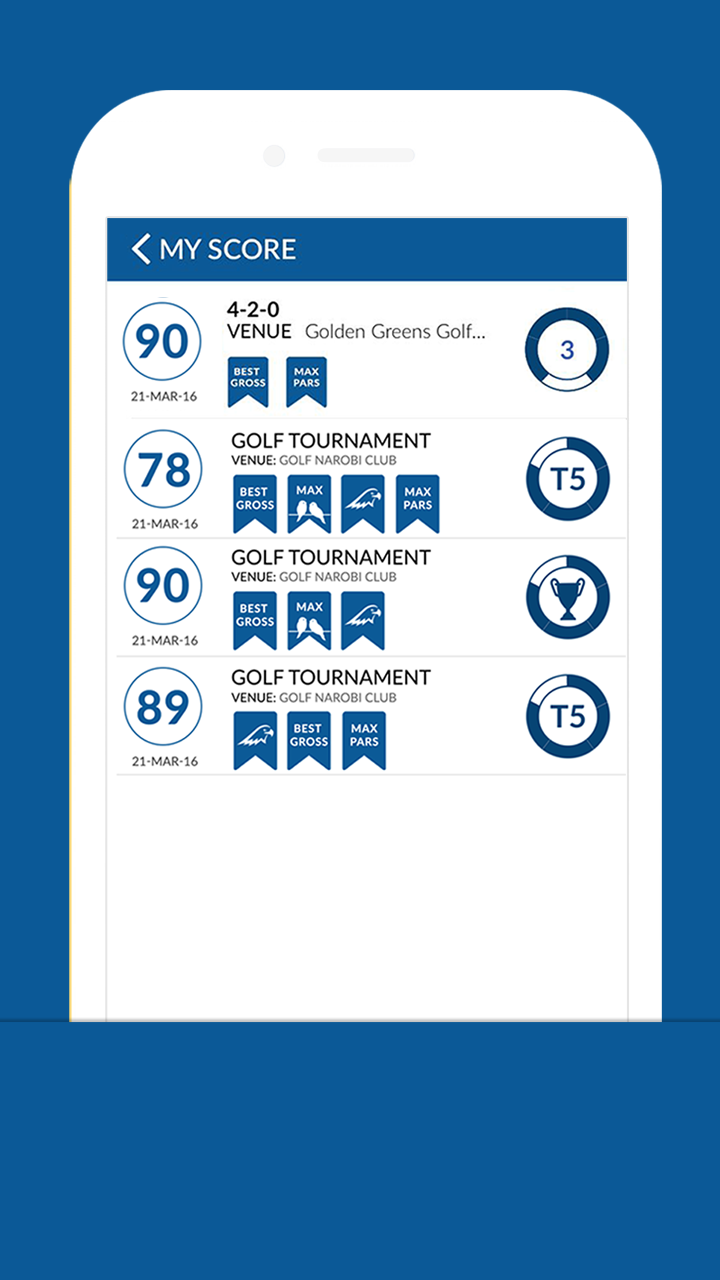 MY SCORE
90
21-MAR-16
4-2-0
VENUE Golden Greens Golf...
BEST
GROSS
MAX
PARS
3
78
21-MAR-16
GOLF TOURNAMENT
VENUE: GOLF NAROBI CLUB
BEST
GROSS
MAX
MAX
PARS
T5
90
21-MAR-16
GOLF TOURNAMENT
VENUE: GOLF NAROBI CLUB
BEST
GROSS
MAX
89
21-MAR-16
GOLF TOURNAMENT
VENUE: GOLF NAROBI CLUB
BEST
GROSS
MAX
PARS
T5